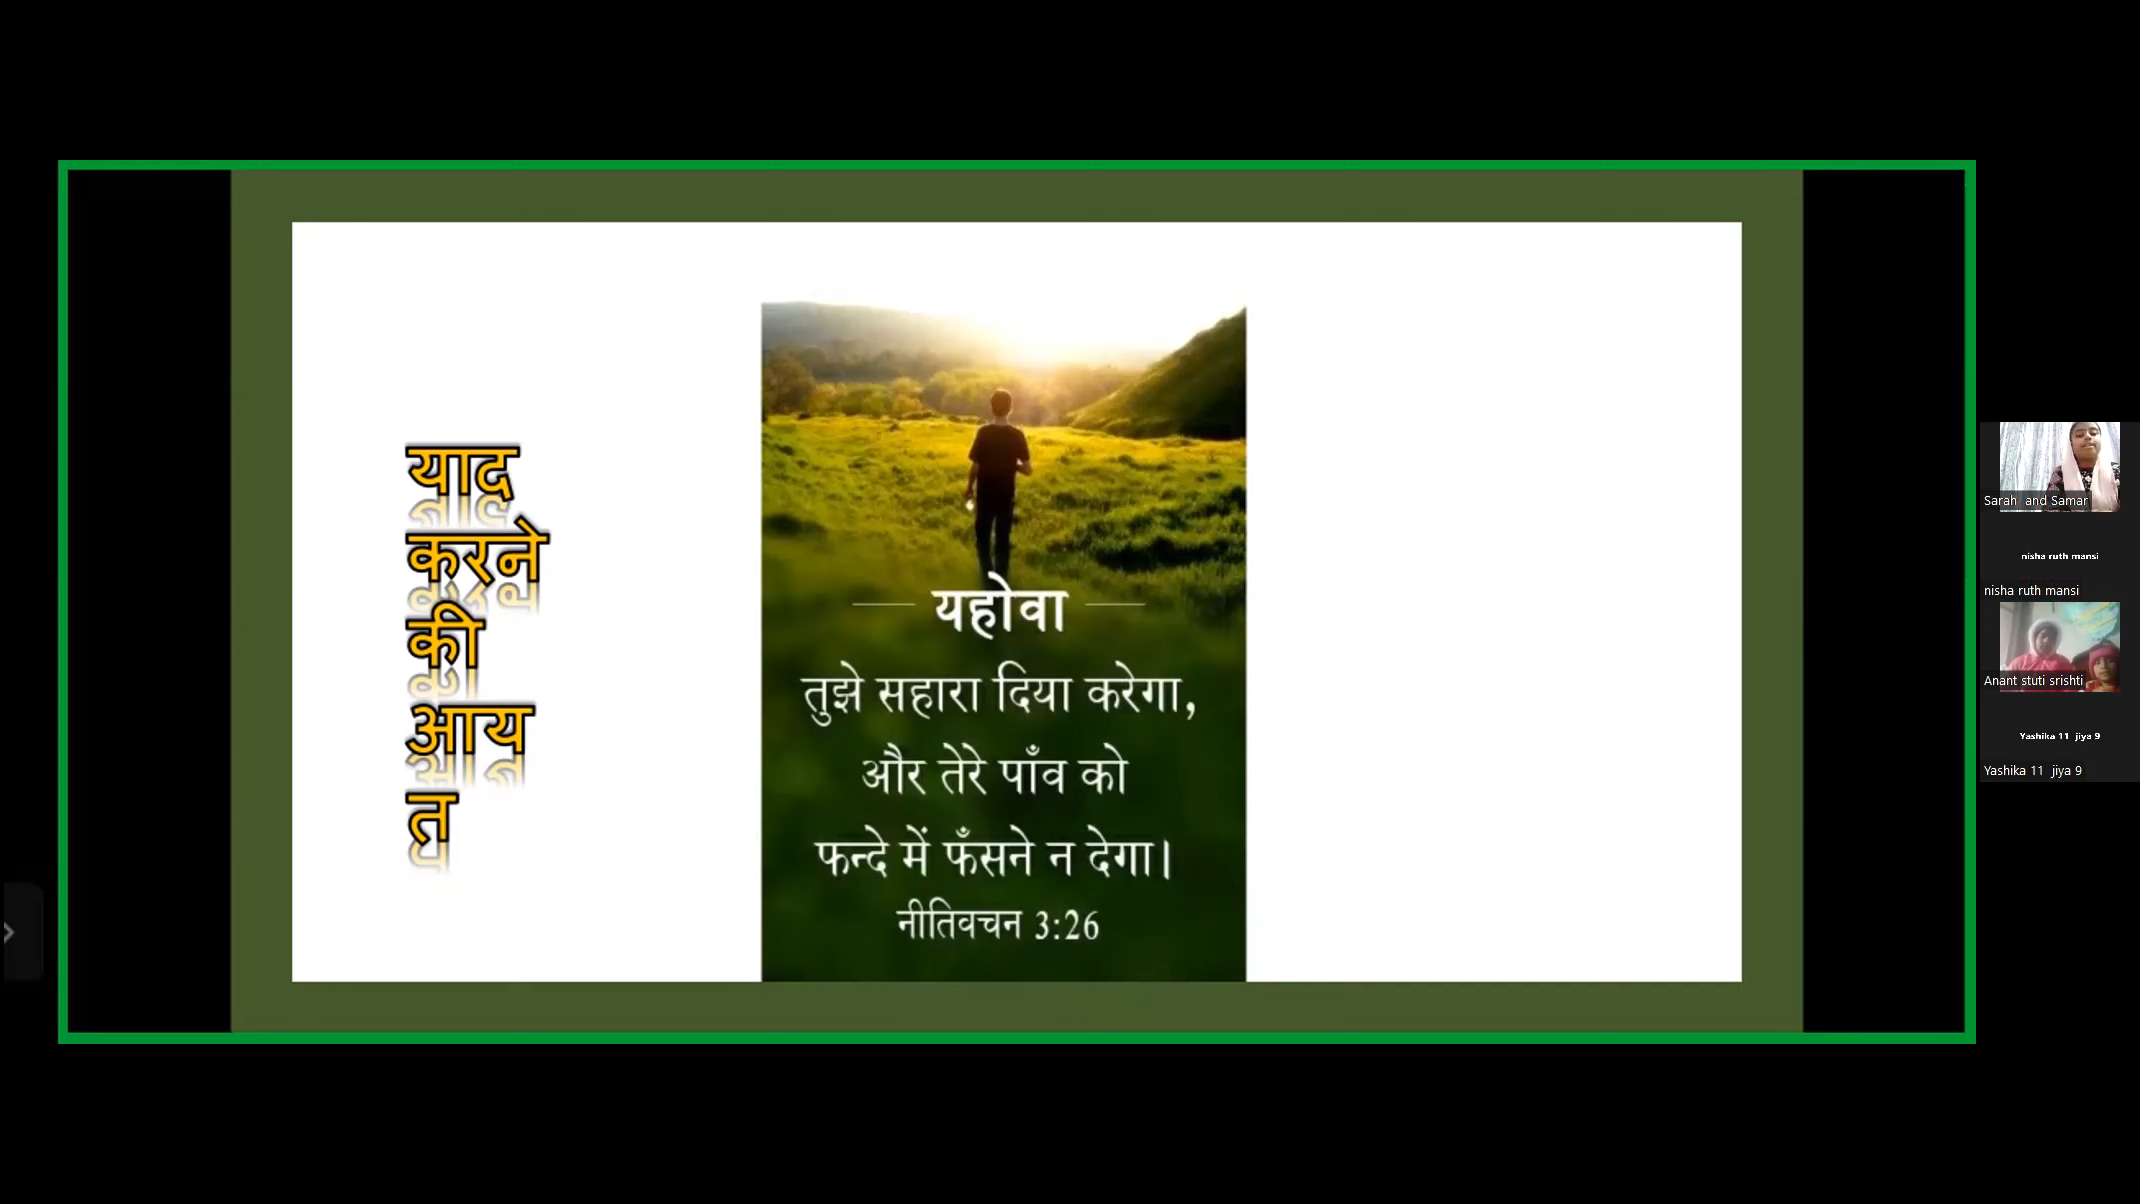 याद
करने
की
आय
त
यहोवा
तुझे सहारा दिया करेगा,
और तेरे पाँव को
फन्दे में फँसने न देगा।
नीतिवचन 3:26
Sarah and Samar
nisha ruth mansi
nisha ruth mansi
Anant stuti srishti
Yashika 11 jiya 9
Yashika 11 jiya 9